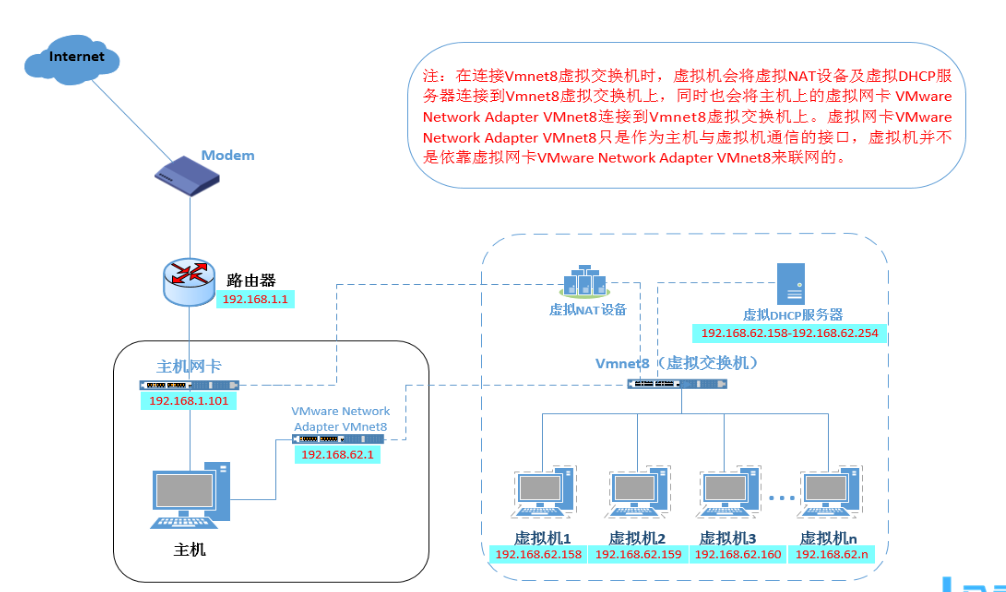 Internet
注：在连接Vmnet8虚拟交换机时，虚拟机会将虚拟NAT设备及虚拟DHCP服
务器连接到Vmnet8虚拟交换机上，同时也会将主机上的虚拟网卡 VMware
Network Adapter VMnet8连接到Vmnet8虚拟交换机上。虚拟网卡VMware
Network Adapter VMnet8只是作为主机与虚拟机通信的接口，虚拟机并不
是依靠虚拟网卡VMware Network Adapter VMnet8来联网的。
Modem
路由器
192.168.1.1
虚拟NAT设备
虚拟DHCP服务器
192.168.62.158-192.168.62.254
主机网卡
192.168.1.101
Vmnet8（虚拟交换机）
VMware Network
Adapter VMnet8
192.168.62.1
主机
...
虚拟机1
192.168.62.158
虚拟机2
192.168.62.159
虚拟机3
192.168.62.160
虚拟机n
192.168.62.n